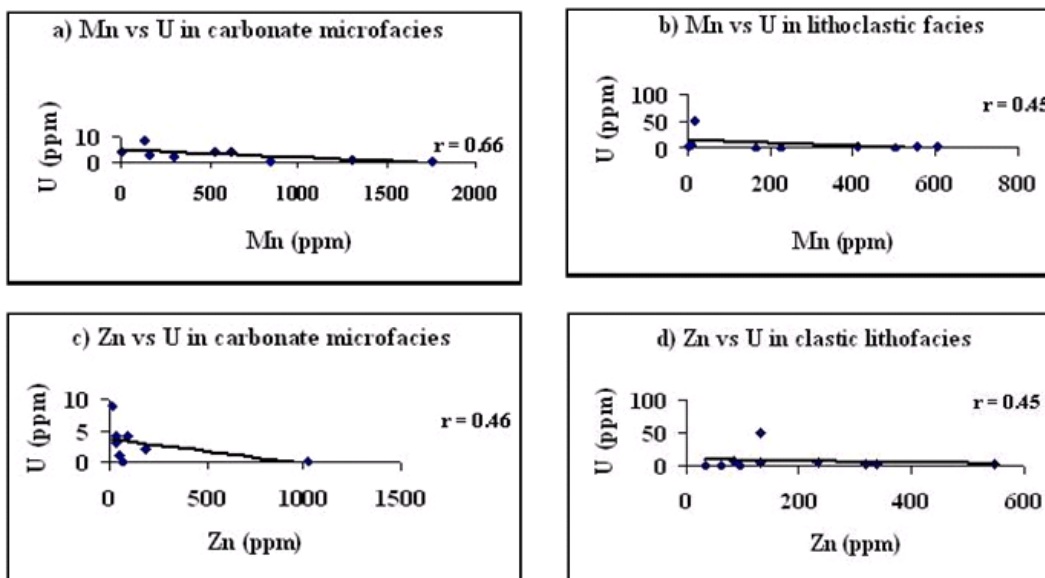 a) Mn vs U in carbonate microfacies
U (ppm)
10
0
r = 0.66
0 500 1000 1500 2000
Mn (ppm)
b) Mn vs U in lithoclastic facies
U (ppm)
100
50
0
r = 0.45
0 200 400 600 800
Mn (ppm)
c) Zn vs U in carbonate microfacies
U (ppm)
10
5
0
r = 0.46
0 500 1000 1500
Zn (ppm)
d) Zn vs U in clastic lithofacies
U (ppm)
100
50
0
r = 0.45
0 200 400 600
Zn (ppm)